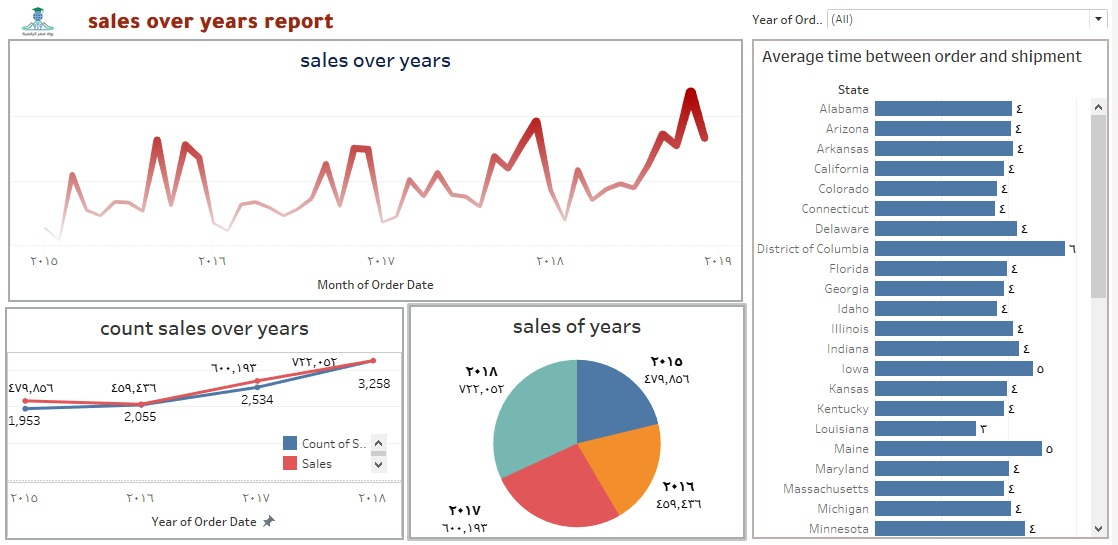 sales over years report
Year of Ord.. (All)
sales over years
٢٠١٥ ٢٠١٦ ٢٠١٧ ٢٠١٨ ٢٠١٩
Month of Order Date
count sales over years
٤٧٩,٨٥٦ ٤٥٩,٤٣٦ ٦٠٠,١٩٣ ٧٢٢,٠٥٢
1,953 2,055 2,534 3,258
Count of S..
Sales
٢٠١٥ ٢٠١٦ ٢٠١٧ ٢٠١٨
Year of Order Date
sales of years
٢٠١٥
٤٧٩,٨٥٦
٢٠١٨
٧٢٢,٠٥٢
٢٠١٦
٤٥٩,٤٣٦
٢٠١٧
٦٠٠,١٩٣
Average time between order and shipment
State
Alabama ٤
Arizona ٤
Arkansas ٤
California ٤
Colorado ٤
Connecticut ٤
Delaware ٤
District of Columbia ٦
Florida ٤
Georgia ٤
Idaho ٤
Illinois ٤
Indiana ٤
Iowa ٥
Kansas ٤
Kentucky ٤
Louisiana ٣
Maine ٥
Maryland ٤
Massachusetts ٤
Michigan ٤
Minnesota ٤